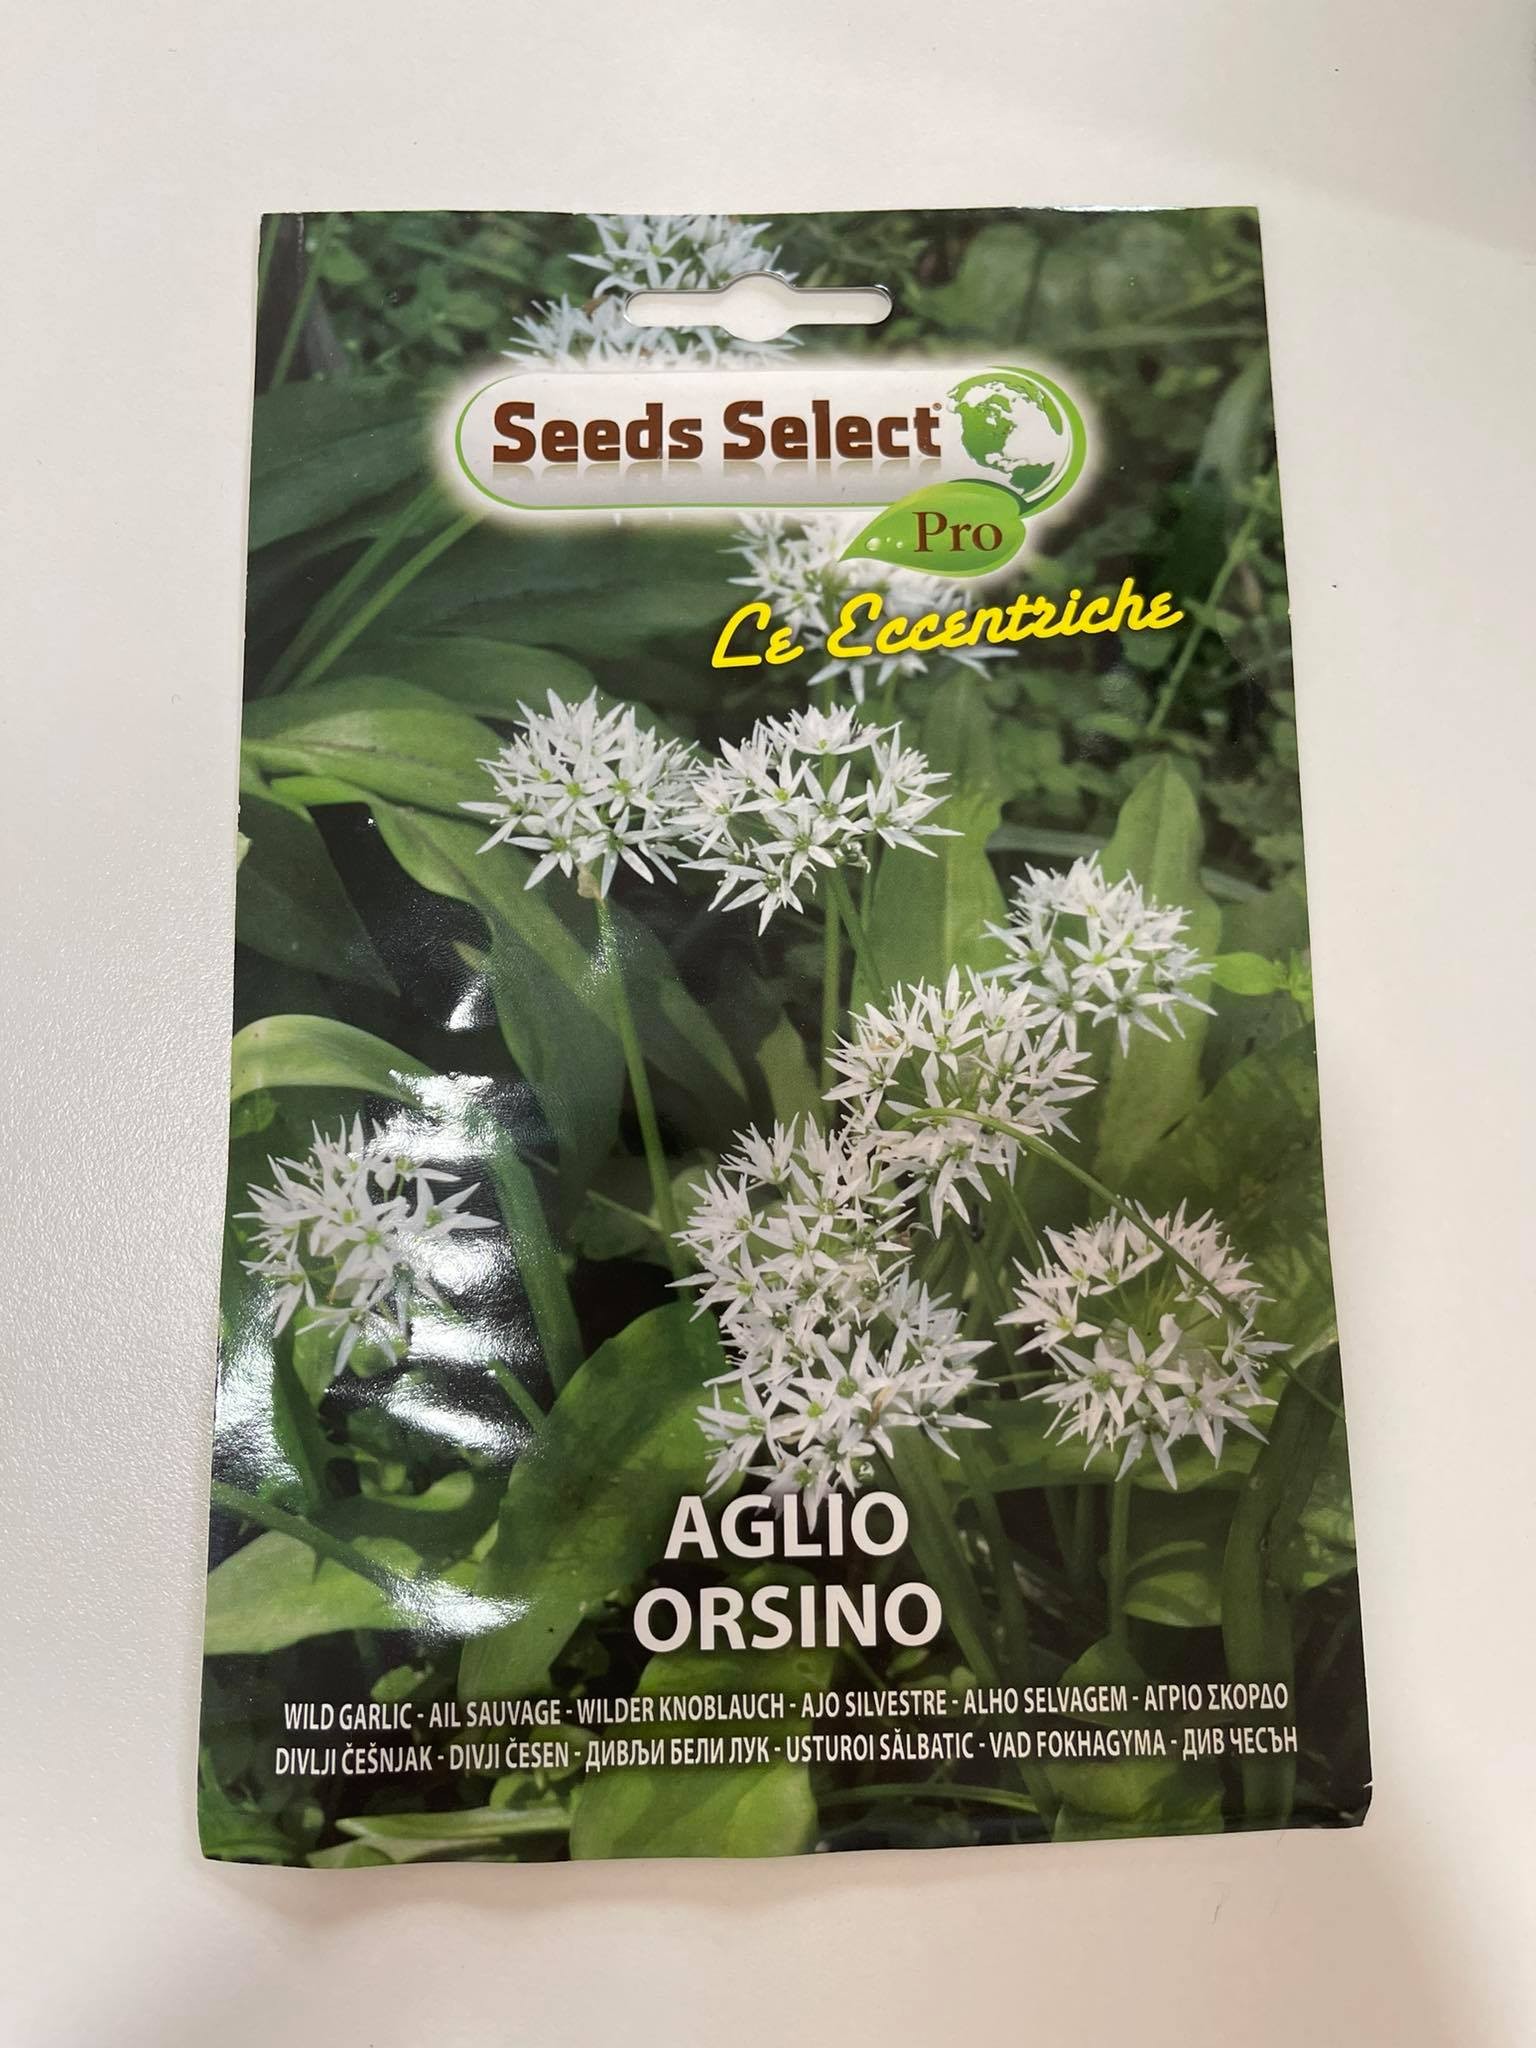 Seeds Select®
Pro
Le Eccentriche
AGLIO
ORSINO
WILD GARLIC - AIL SAUVAGE - WILDER KNOBLAUCH - AJO SILVESTRE - ALHO SELVAGEM - ΑΓΡΙΟ ΣΚΟΡΔΟ
DIVLJI ČEŠNJAK - DIVJI ČESEN - ДИВЉИ БЕЛИ ЛУК - USTUROI SĂLBATIC - VAD FOKHAGYMA - ДИВ ЧЕСЪН